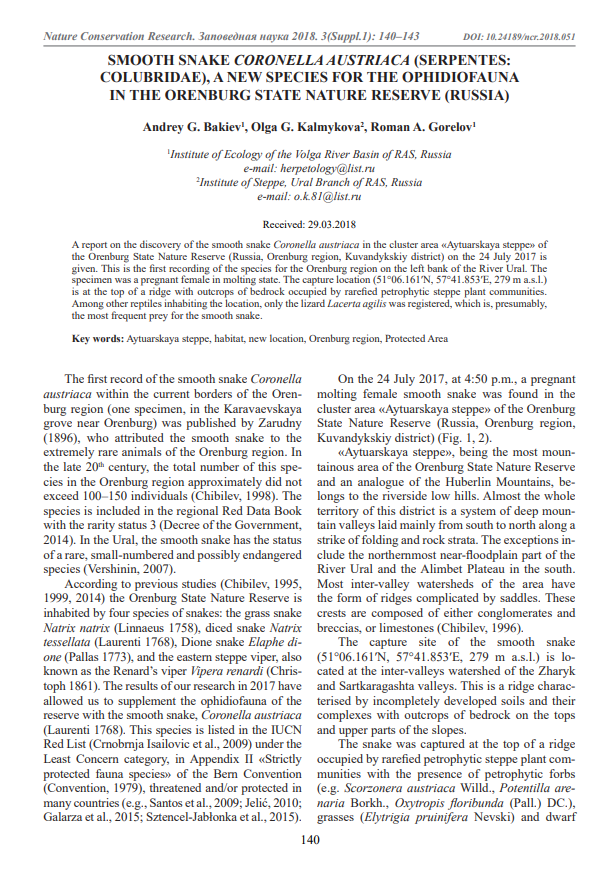 Nature Conservation Research. Заповедная наука 2018. 3(Suppl.1): 140–143
DOI: 10.24189/ncr.2018.051
SMOOTH SNAKE CORONELLA AUSTRIACA (SERPENTES:
COLUBRIDAE), A NEW SPECIES FOR THE OPHIDIOFAUNA
IN THE ORENBURG STATE NATURE RESERVE (RUSSIA)
Andrey G. Bakiev¹, Olga G. Kalmykova², Roman A. Gorelov¹
¹Institute of Ecology of the Volga River Basin of RAS, Russia
e-mail: herpetology@list.ru
²Institute of Steppe, Ural Branch of RAS, Russia
e-mail: o.k.81@list.ru
Received: 29.03.2018
A report on the discovery of the smooth snake Coronella austriaca in the cluster area «Aytuarskaya steppe» of
the Orenburg State Nature Reserve (Russia, Orenburg region, Kuvandykskiy district) on the 24 July 2017 is
given. This is the first recording of the species for the Orenburg region on the left bank of the River Ural. The
specimen was a pregnant female in molting state. The capture location (51°06.161′N, 57°41.853′E, 279 m a.s.l.)
is at the top of a ridge with outcrops of bedrock occupied by rarefied petrophytic steppe plant communities.
Among other reptiles inhabiting the location, only the lizard Lacerta agilis was registered, which is, presumably,
the most frequent prey for the smooth snake.
Key words: Aytuarskaya steppe, habitat, new location, Orenburg region, Protected Area
The first record of the smooth snake Coronella
austriaca within the current borders of the Oren-
burg region (one specimen, in the Karavaevskaya
grove near Orenburg) was published by Zarudny
(1896), who attributed the smooth snake to the
extremely rare animals of the Orenburg region. In
the late 20th century, the total number of this spe-
cies in the Orenburg region approximately did not
exceed 100–150 individuals (Chibilev, 1998). The
species is included in the regional Red Data Book
with the rarity status 3 (Decree of the Government,
2014). In the Ural, the smooth snake has the status
of a rare, small-numbered and possibly endangered
species (Vershinin, 2007).
According to previous studies (Chibilev, 1995,
1999, 2014) the Orenburg State Nature Reserve is
inhabited by four species of snakes: the grass snake
Natrix natrix (Linnaeus 1758), diced snake Natrix
tessellata (Laurenti 1768), Dione snake Elaphe di-
one (Pallas 1773), and the eastern steppe viper, also
known as the Renard's viper Vipera renardi (Chris-
toph 1861). The results of our research in 2017 have
allowed us to supplement the ophidiofauna of the
reserve with the smooth snake, Coronella austriaca
(Laurenti 1768). This species is listed in the IUCN
Red List (Crnobrnja Isailovic et al., 2009) under the
Least Concern category, in Appendix II «Strictly
protected fauna species» of the Bern Convention
(Convention, 1979), threatened and/or protected in
many countries (e.g., Santos et al., 2009; Jelić, 2010;
Galarza et al., 2015; Sztencel-Jabłonka et al., 2015).
On the 24 July 2017, at 4:50 p.m., a pregnant
molting female smooth snake was found in the
cluster area «Aytuarskaya steppe» of the Orenburg
State Nature Reserve (Russia, Orenburg region,
Kuvandykskiy district) (Fig. 1, 2).
«Aytuarskaya steppe», being the most moun-
tainous area of the Orenburg State Nature Reserve
and an analogue of the Huberlin Mountains, be-
longs to the riverside low hills. Almost the whole
territory of this district is a system of deep moun-
tain valleys laid mainly from south to north along a
strike of folding and rock strata. The exceptions in-
clude the northernmost near-floodplain part of the
River Ural and the Alimbet Plateau in the south.
Most inter-valley watersheds of the area have
the form of ridges complicated by saddles. These
crests are composed of either conglomerates and
breccias, or limestones (Chibilev, 1996).
The capture site of the smooth snake
(51°06.161′N, 57°41.853′E, 279 m a.s.l.) is lo-
cated at the inter-valleys watershed of the Zharyk
and Sartkaragashta valleys. This is a ridge charac-
terised by incompletely developed soils and their
complexes with outcrops of bedrock on the tops
and upper parts of the slopes.
The snake was captured at the top of a ridge
occupied by rarefied petrophytic steppe plant com-
munities with the presence of petrophytic forbs
(e.g. Scorzonera austriaca Willd., Potentilla are-
naria Borkh., Oxytropis floribunda (Pall.) DC.),
grasses (Elytrigia pruinifera Nevski) and dwarf
140